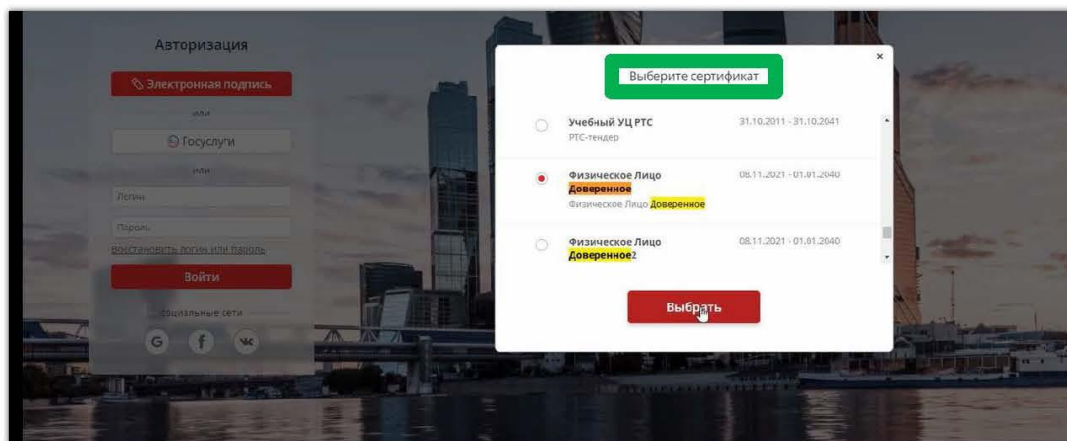 Авторизация
Электронная подпись
или
Госуслуги
или
Логин
Пароль
Восстановить логин или пароль
Войти
социальные сети
G f
Выберите сертификат
×
Учебный УЦ РТС 31.10.2011 - 31.10.2041
РТС-тендер
Физическое Лицо 08.11.2021 - 01.01.2040
Доверенное
Физическое Лицо Доверенное
Физическое Лицо 08.11.2021 - 01.01.2040
Доверенное2
Выбрать